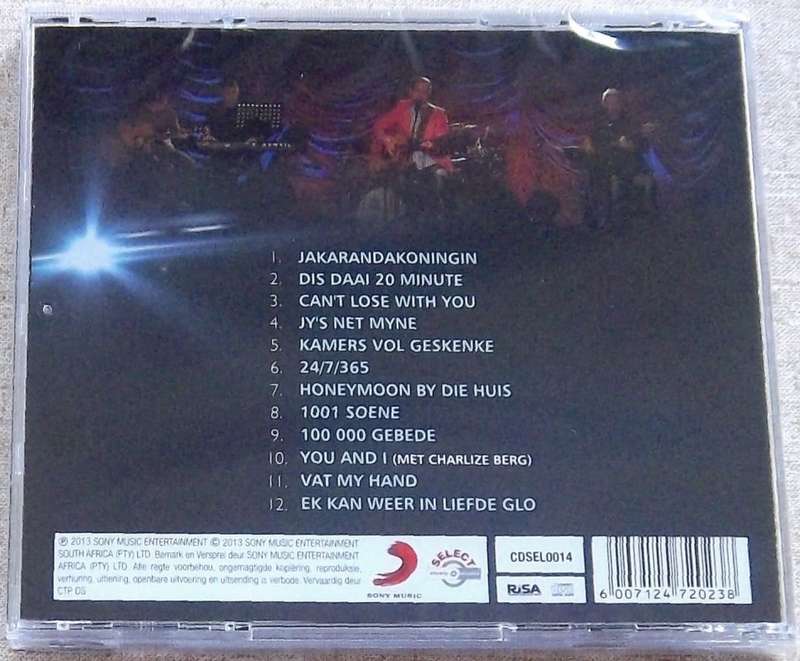 1. JAKARANDAKONINGIN
2. DIS DAAI 20 MINUTE
3. CAN'T LOSE WITH YOU
4. JY'S NET MYNE
5. KAMERS VOL GESKENKE
6. 24/7/365
7. HONEYMOON BY DIE HUIS
8. 1001 SOENE
9. 100 000 GEBEDE
10. YOU AND I (MET CHARLIZE BERG)
11. VAT MY HAND
12. EK KAN WEER IN LIEFDE GLO
℗ 2013 SONY MUSIC ENTERTAINMENT © 2013 SONY MUSIC ENTERTAINMENT
SOUTH AFRICA (PTY) LTD. Bemark en Versprei deur SONY MUSIC ENTERTAINMENT
AFRICA (PTY) LTD. Alle regte voorbehou, ongemagtigde kopiëring, reproduksie,
verhuring, uitlening, openbare uitvoering en uitsending is verbode. Vervaardig deur
CTP DS
SONY MUSIC
SELECT
CDSEL0014
RiSA
6 007124 720238